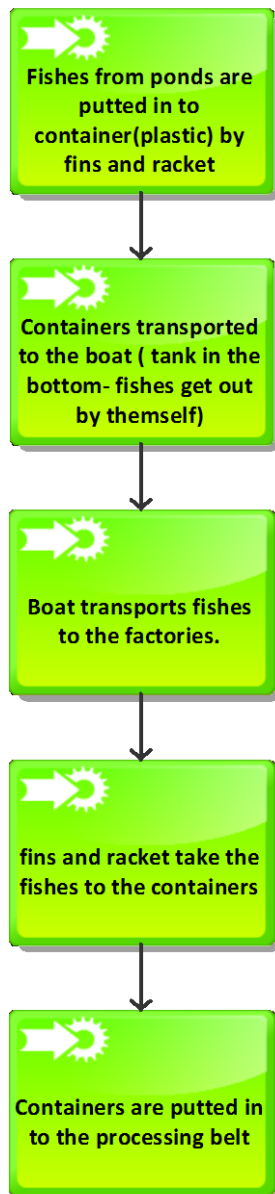 Fishes from ponds are
putted in to
container(plastic) by
fins and racket
Containers transported
to the boat ( tank in the
bottom- fishes get out
by themself)
Boat transports fishes
to the factories.
fins and racket take the
fishes to the containers
Containers are putted in
to the processing belt